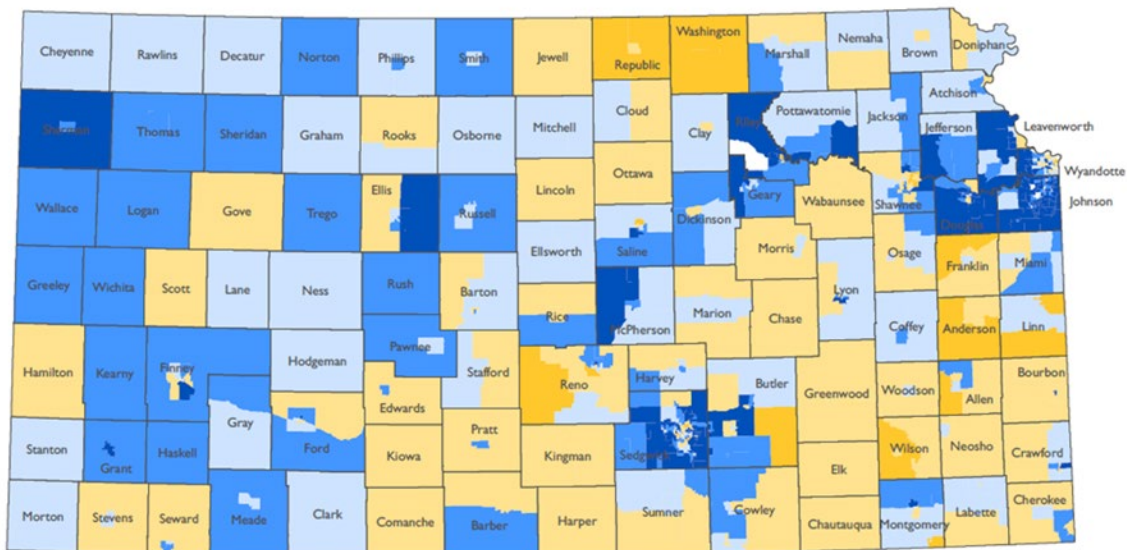 Cheyenne Rawlins Decatur Norton Phillips Smith Jewell Republic Washington Marshall Nemaha Brown Doniphan
Sherman Thomas Sheridan Graham Rooks Osborne Mitchell Cloud Clay Riley Pottawatomie Jackson Atchison Jefferson Leavenworth
Wyandotte
Wallace Logan Gove Trego Ellis Russell Lincoln Ottawa Saline Dickinson Geary Wabaunsee Shawnee Douglas Johnson
Greeley Wichita Scott Lane Ness Rush Barton Ellsworth Rice McPherson Marion Morris Chase Lyon Osage Coffey Franklin Miami Anderson Linn
Hamilton Kearny Finney Hodgeman Pawnee Stafford Edwards Reno Harvey Butler Greenwood Woodson Allen Bourbon
Stanton Grant Haskell Gray Ford Kiowa Pratt Kingman Sedgwick Elk Wilson Neosho Crawford
Morton Stevens Seward Meade Clark Comanche Barber Harper Sumner Cowley Chautauqua Montgomery Labette Cherokee